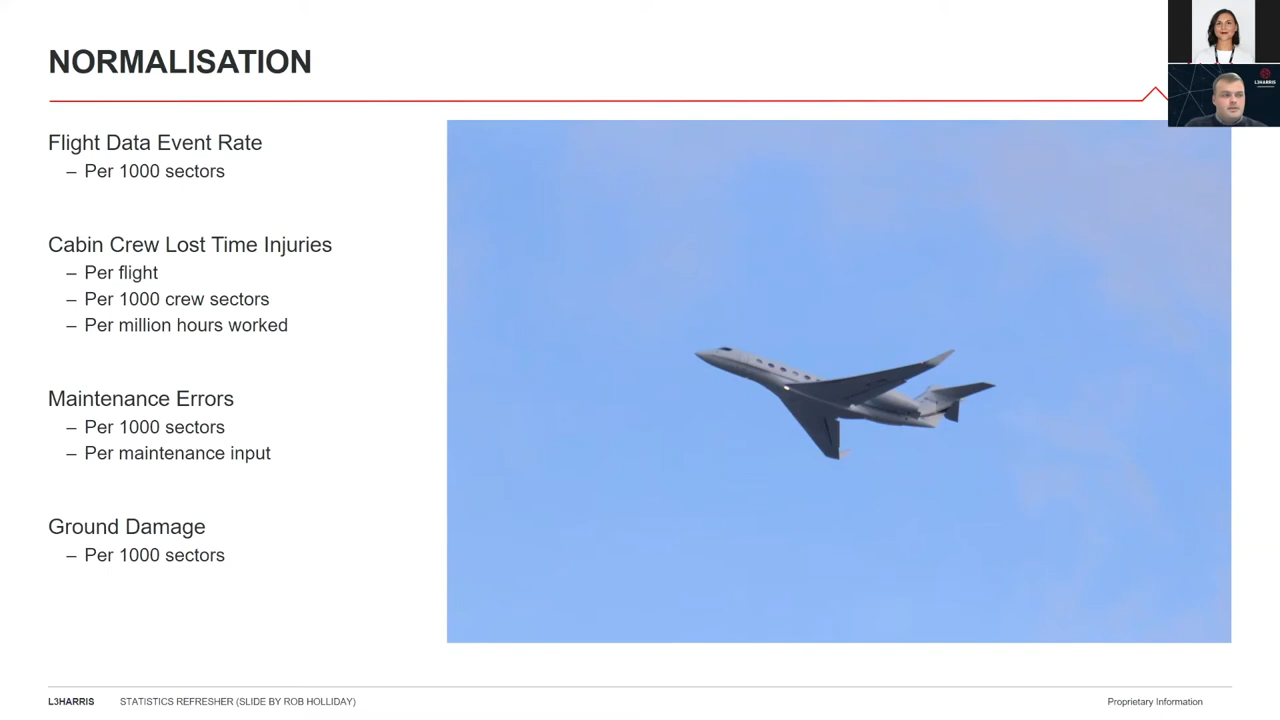 NORMALISATION
L3HARRIS
Flight Data Event Rate
– Per 1000 sectors
Cabin Crew Lost Time Injuries
– Per flight
– Per 1000 crew sectors
– Per million hours worked
Maintenance Errors
– Per 1000 sectors
– Per maintenance input
Ground Damage
– Per 1000 sectors
L3HARRIS STATISTICS REFRESHER (SLIDE BY ROB HOLLIDAY) Proprietary Information